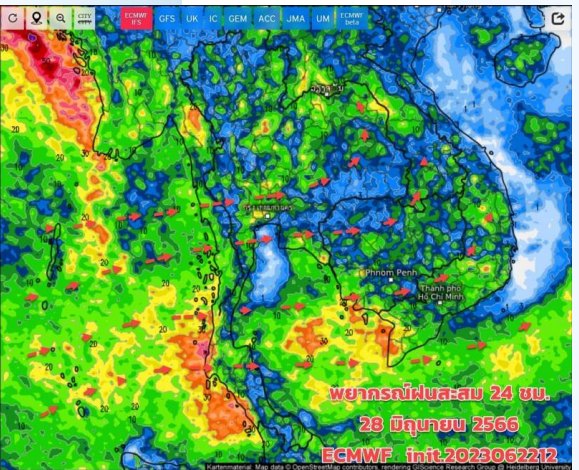 CITY
CITY
ECMWF
IFS
GFS
UK
IC
GEM
ACC
JMA
UM
ECMWF
beta
Phnom Penh
Thành phố
Hồ Chí Minh
พยากรณ์ฝนสะสม 24 ชม.
28 มิถุนายน 2566
ECMWF init.2023062212
Kartenmaterial: Map data © OpenStreetMap contributors, rendering GIScience Research Group @ Heidelberg University